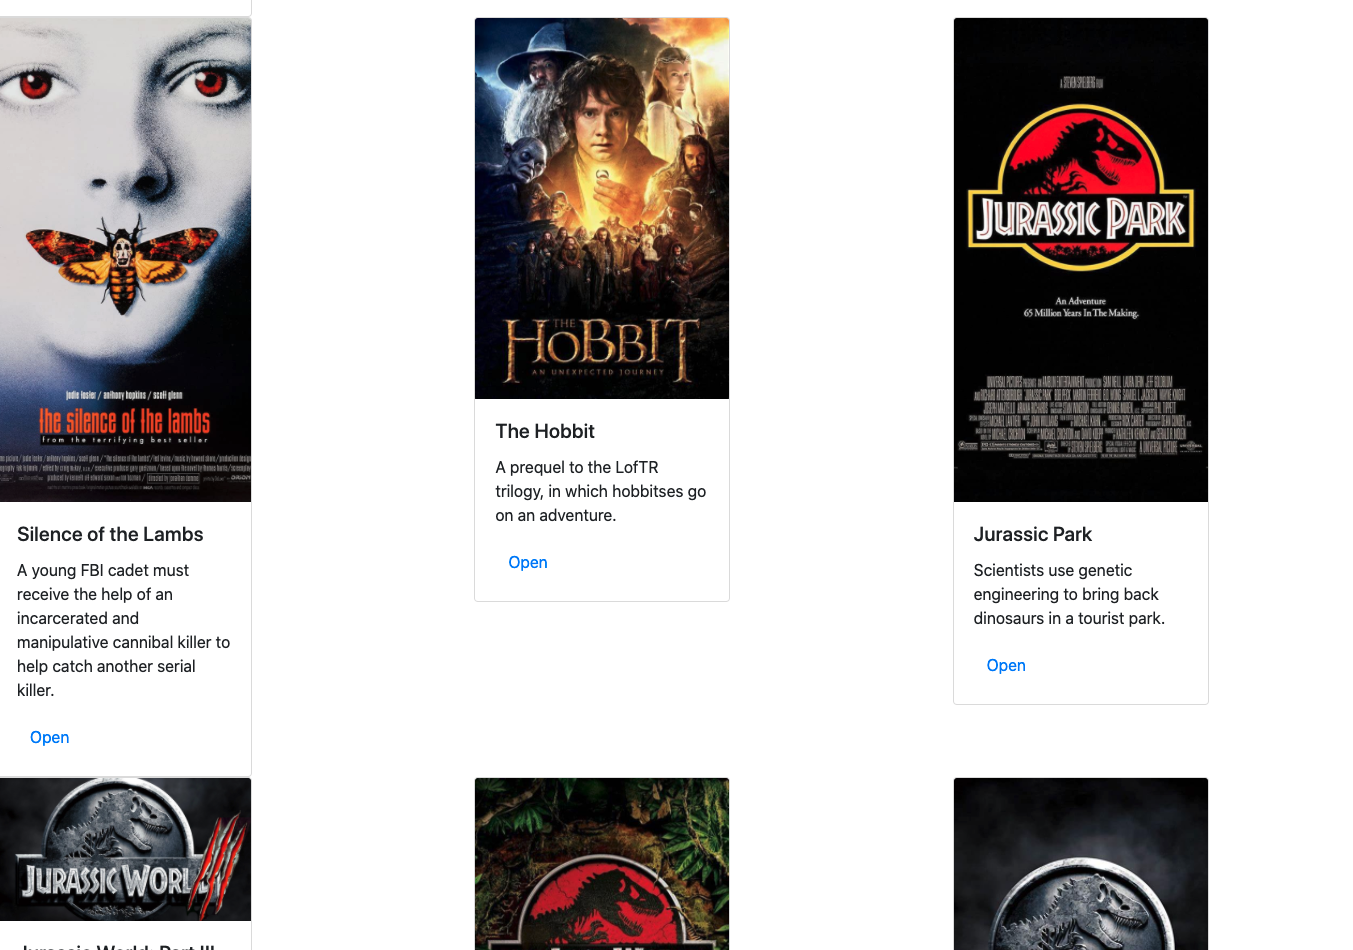 jodie foster / anthony hopkins / scott glenn
the silence of the lambs
from the terrifying best seller
Silence of the Lambs
A young FBI cadet must
receive the help of an
incarcerated and
manipulative cannibal killer to
help catch another serial
killer.
Open
THE
HOBBIT
AN UNEXPECTED JOURNEY
The Hobbit
A prequel to the LofTR
trilogy, in which hobbitses go
on an adventure.
Open
A STEVEN SPIELBERG FILM
JURASSIC PARK
An Adventure
65 Million Years In The Making.
Jurassic Park
Scientists use genetic
engineering to bring back
dinosaurs in a tourist park.
Open
JURASSIC WORLD
Jurassic World, Part III